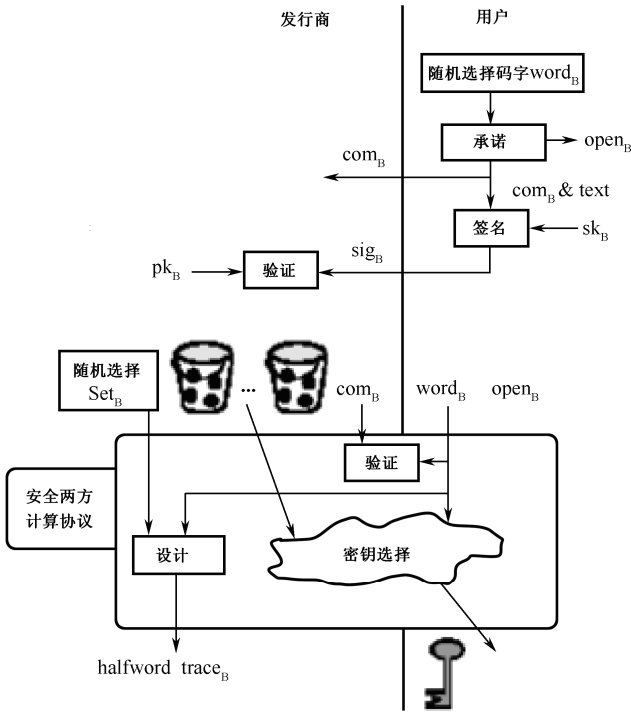 发行商
用户
随机选择码字word_B
承诺
open_B
com_B
com_B & text
签名
sk_B
sig_B
pk_B
验证
随机选择
Set_B
...
com_B
word_B
open_B
验证
安全两方
计算协议
设计
密钥选择
halfword trace_B